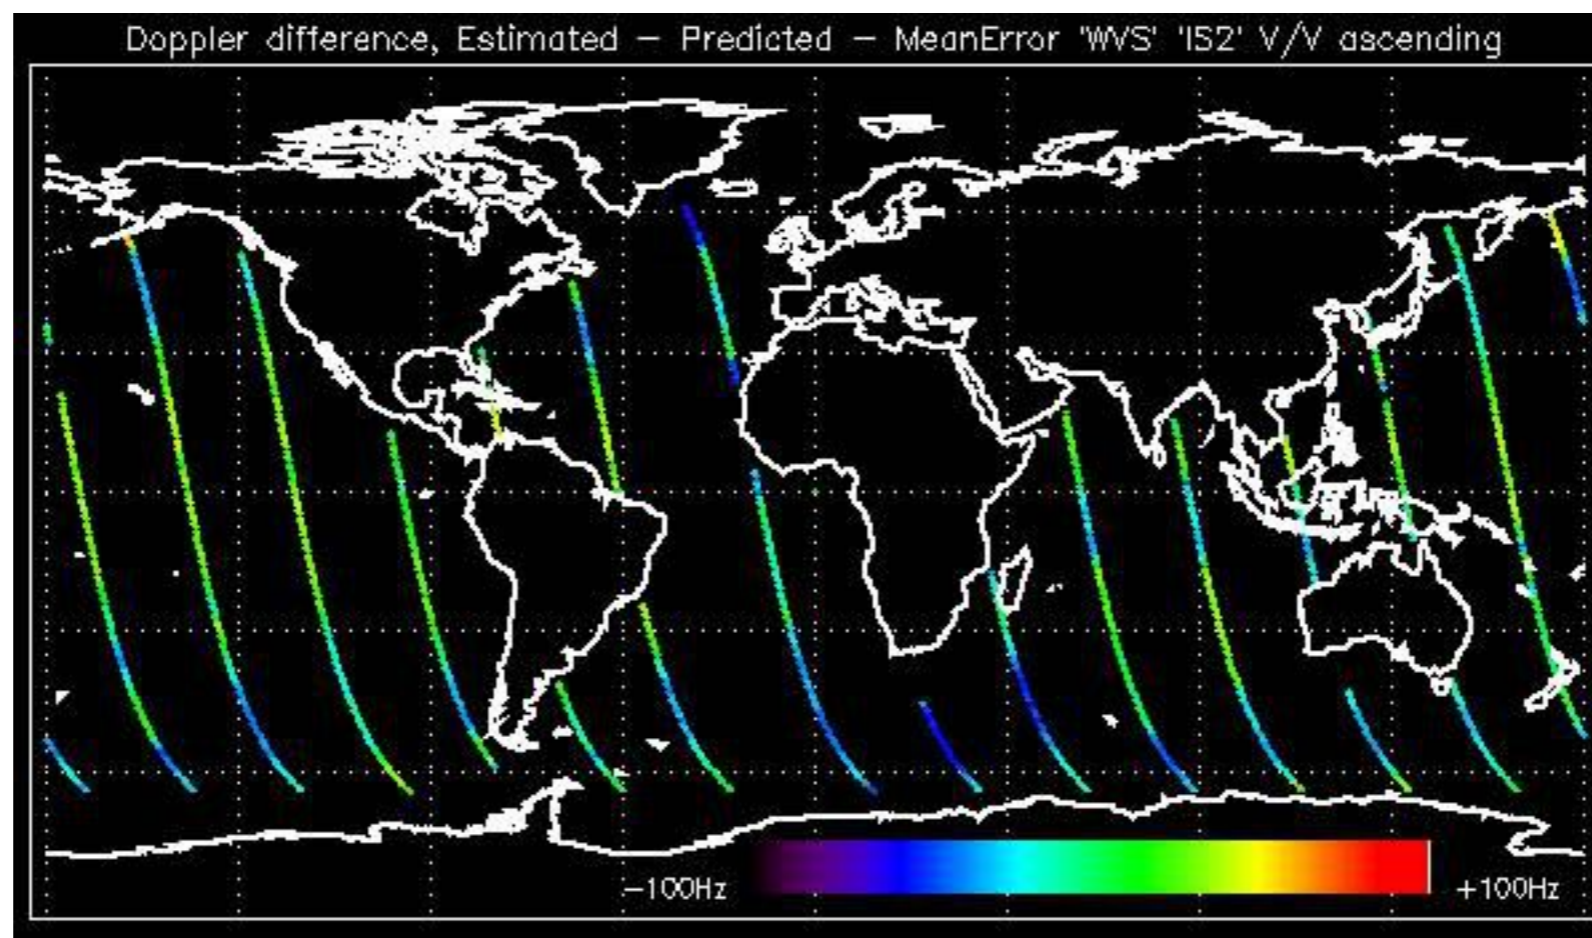 Doppler difference, Estimated – Predicted – MeanError 'WVS' 'IS2' V/V ascending
−100Hz
+100Hz